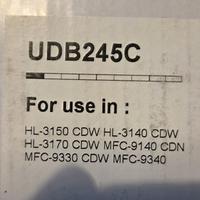 UDB245C
For use in :
HL-3150 CDW HL-3140 CDW
HL-3170 CDW MFC-9140 CDN
MFC-9330 CDW MFC-9340